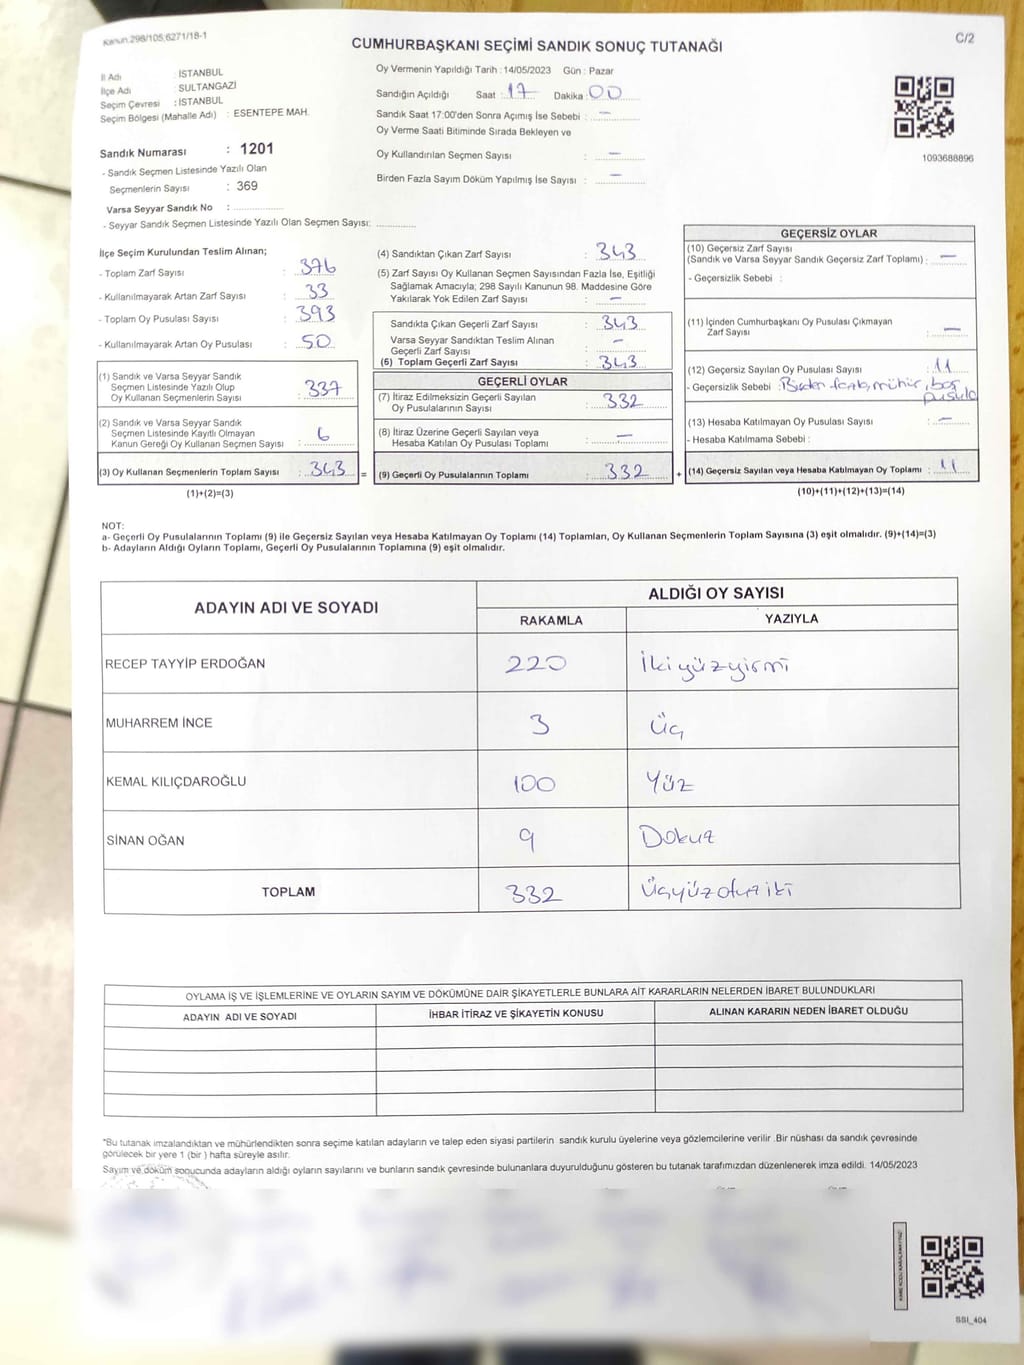 Kanun:298/105;6271/18-1
CUMHURBAŞKANI SEÇİMİ SANDIK SONUÇ TUTANAĞI
C/2
İl Adı : İSTANBUL
İlçe Adı : SULTANGAZİ
Seçim Çevresi : İSTANBUL
Seçim Bölgesi (Mahalle Adı) : ESENTEPE MAH.
Sandık Numarası : 1201
- Sandık Seçmen Listesinde Yazılı Olan
Seçmenlerin Sayısı : 369
Varsa Seyyar Sandık No :
- Seyyar Sandık Seçmen Listesinde Yazılı Olan Seçmen Sayısı:
Oy Vermenin Yapıldığı Tarih : 14/05/2023 Gün : Pazar
Sandığın Açıldığı Saat : 17 Dakika : 00
Sandık Saat 17:00'den Sonra Açımış İse Sebebi : —
Oy Verme Saati Bitiminde Sırada Bekleyen ve
Oy Kullandırılan Seçmen Sayısı : —
Birden Fazla Sayım Döküm Yapılmış İse Sayısı : —
1093688896
İlçe Seçim Kurulundan Teslim Alınan;
- Toplam Zarf Sayısı : 376
- Kullanılmayarak Artan Zarf Sayısı : 33
- Toplam Oy Pusulası Sayısı : 393
- Kullanılmayarak Artan Oy Pusulası : 50
(1) Sandık ve Varsa Seyyar Sandık
Seçmen Listesinde Yazılı Olup
Oy Kullanan Seçmenlerin Sayısı : 337
(2) Sandık ve Varsa Seyyar Sandık
Seçmen Listesinde Kayıtlı Olmayan
Kanun Gereği Oy Kullanan Seçmen Sayısı : 6
(3) Oy Kullanan Seçmenlerin Toplam Sayısı : 343 =
(1)+(2)=(3)
(4) Sandıktan Çıkan Zarf Sayısı : 343
(5) Zarf Sayısı Oy Kullanan Seçmen Sayısından Fazla İse, Eşitliği
Sağlamak Amacıyla; 298 Sayılı Kanunun 98. Maddesine Göre
Yakılarak Yok Edilen Zarf Sayısı : —
Sandıkta Çıkan Geçerli Zarf Sayısı : 343
Varsa Seyyar Sandıktan Teslim Alınan
Geçerli Zarf Sayısı : —
(6) Toplam Geçerli Zarf Sayısı : 343
GEÇERLİ OYLAR
(7) İtiraz Edilmeksizin Geçerli Sayılan
Oy Pusulalarının Sayısı : 332
(8) İtiraz Üzerine Geçerli Sayılan veya
Hesaba Katılan Oy Pusulası Toplamı : —
(9) Geçerli Oy Pusulalarının Toplamı : 332 +
GEÇERSİZ OYLAR
(10) Geçersiz Zarf Sayısı
(Sandık ve Varsa Seyyar Sandık Geçersiz Zarf Toplamı) : —
- Geçersizlik Sebebi :
(11) İçinden Cumhurbaşkanı Oy Pusulası Çıkmayan
Zarf Sayısı : —
(12) Geçersiz Sayılan Oy Pusulası Sayısı : 11
- Geçersizlik Sebebi : Birden fazla mühür, boş
pusula
(13) Hesaba Katılmayan Oy Pusulası Sayısı : —
- Hesaba Katılmama Sebebi :
(14) Geçersiz Sayılan veya Hesaba Katılmayan Oy Toplamı : 11
(10)+(11)+(12)+(13)=(14)
NOT:
a- Geçerli Oy Pusulalarının Toplamı (9) ile Geçersiz Sayılan veya Hesaba Katılmayan Oy Toplamı (14) Toplamları, Oy Kullanan Seçmenlerin Toplam Sayısına (3) eşit olmalıdır. (9)+(14)=(3)
b- Adayların Aldığı Oyların Toplamı, Geçerli Oy Pusulalarının Toplamına (9) eşit olmalıdır.
ADAYIN ADI VE SOYADI
ALDIĞI OY SAYISI
RAKAMLA YAZIYLA
RECEP TAYYİP ERDOĞAN 220 İkiyüzyirmi
MUHARREM İNCE 3 Üç
KEMAL KILIÇDAROĞLU 100 Yüz
SİNAN OĞAN 9 Dokuz
TOPLAM 332 Üçyüzotuziki
OYLAMA İŞ VE İŞLEMLERİNE VE OYLARIN SAYIM VE DÖKÜMÜNE DAİR ŞİKAYETLERLE BUNLARA AİT KARARLARIN NELERDEN İBARET BULUNDUKLARI
ADAYIN ADI VE SOYADI İHBAR İTİRAZ VE ŞİKAYETİN KONUSU ALINAN KARARIN NEDEN İBARET OLDUĞU
"Bu tutanak imzalandıktan ve mühürlendikten sonra seçime katılan adayların ve talep eden siyasi partilerin sandık kurulu üyelerine veya gözlemcilerine verilir .Bir nüshası da sandık çevresinde
görülecek bir yere 1 (bir ) hafta süreyle asılır.
Sayım ve döküm sonucunda adayların aldığı oyların sayılarını ve bunların sandık çevresinde bulunanlara duyurulduğunu gösteren bu tutanak tarafımızdan düzenlenerek imza edildi. 14/05/2023
SSI_404